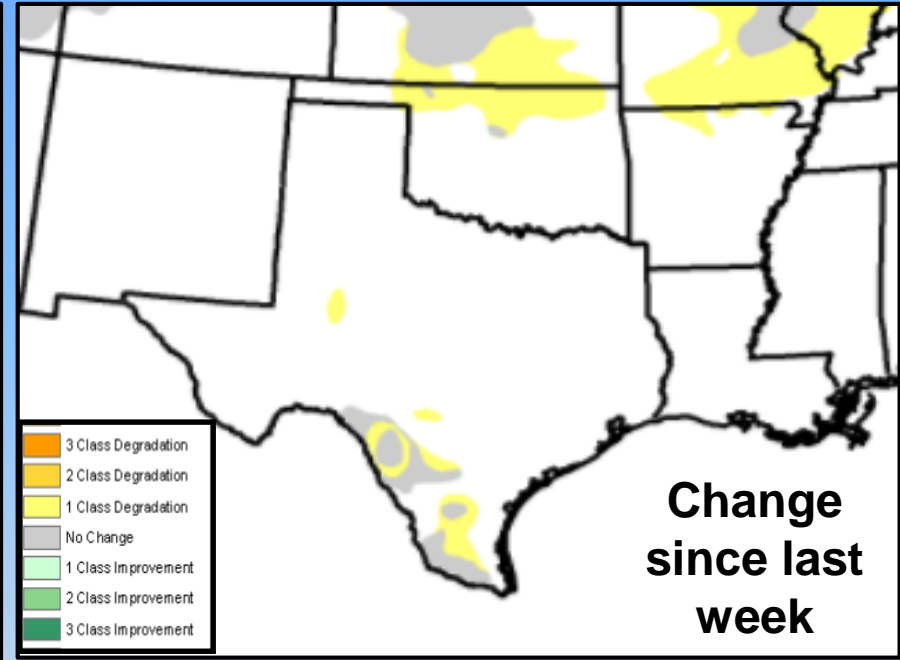 3 Class Degradation
2 Class Degradation
1 Class Degradation
No Change
1 Class Improvement
2 Class Improvement
3 Class Improvement
Change
since last
week